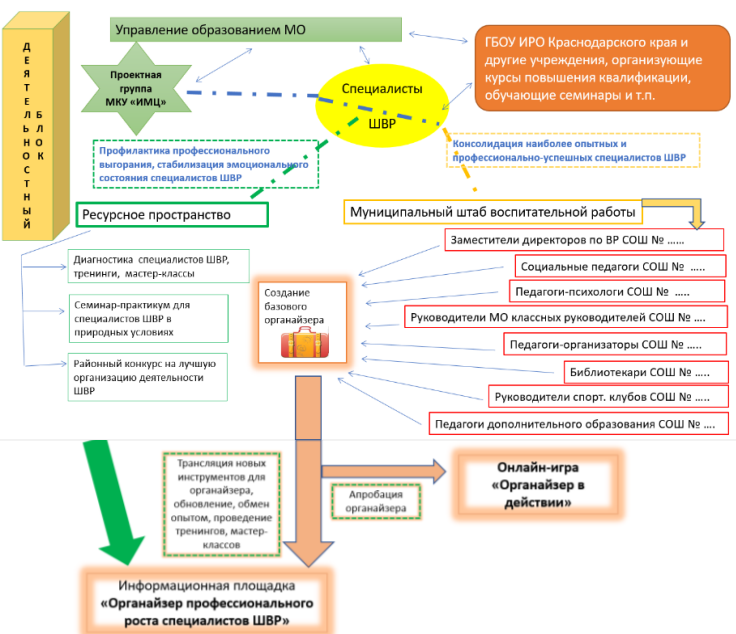 ДЕЯТЕЛЬНОСТНЫЙ
БЛОК
Управление образованием МО
Проектная
группа
МКУ «ИМЦ»
Специалисты
ШВР
ГБОУ ИРО Краснодарского края и
другие учреждения, организующие
курсы повышения квалификации,
обучающие семинары и т.п.
Профилактика профессионального
выгорания, стабилизация эмоционального
состояния специалистов ШВР
Консолидация наиболее опытных и
профессионально-успешных специалистов ШВР
Ресурсное пространство
Муниципальный штаб воспитательной работы
Диагностика специалистов ШВР,
тренинги, мастер-классы
Семинар-практикум для
специалистов ШВР в
природных условиях
Районный конкурс на лучшую
организацию деятельности
ШВР
Создание
базового
органайзера
Заместители директоров по ВР СОШ № ……
Социальные педагоги СОШ № …..
Педагоги-психологи СОШ № ….
Руководители МО классных руководителей СОШ № ….
Педагоги-организаторы СОШ № …..
Библиотекари СОШ № …..
Руководители спорт. клубов СОШ № …..
Педагоги дополнительного образования СОШ № ….
Трансляция новых
инструментов для
органайзера,
обновление, обмен
опытом, проведение
тренингов, мастер-
классов
Апробация
органайзера
Онлайн-игра
«Органайзер в
действии»
Информационная площадка
«Органайзер профессионального
роста специалистов ШВР»